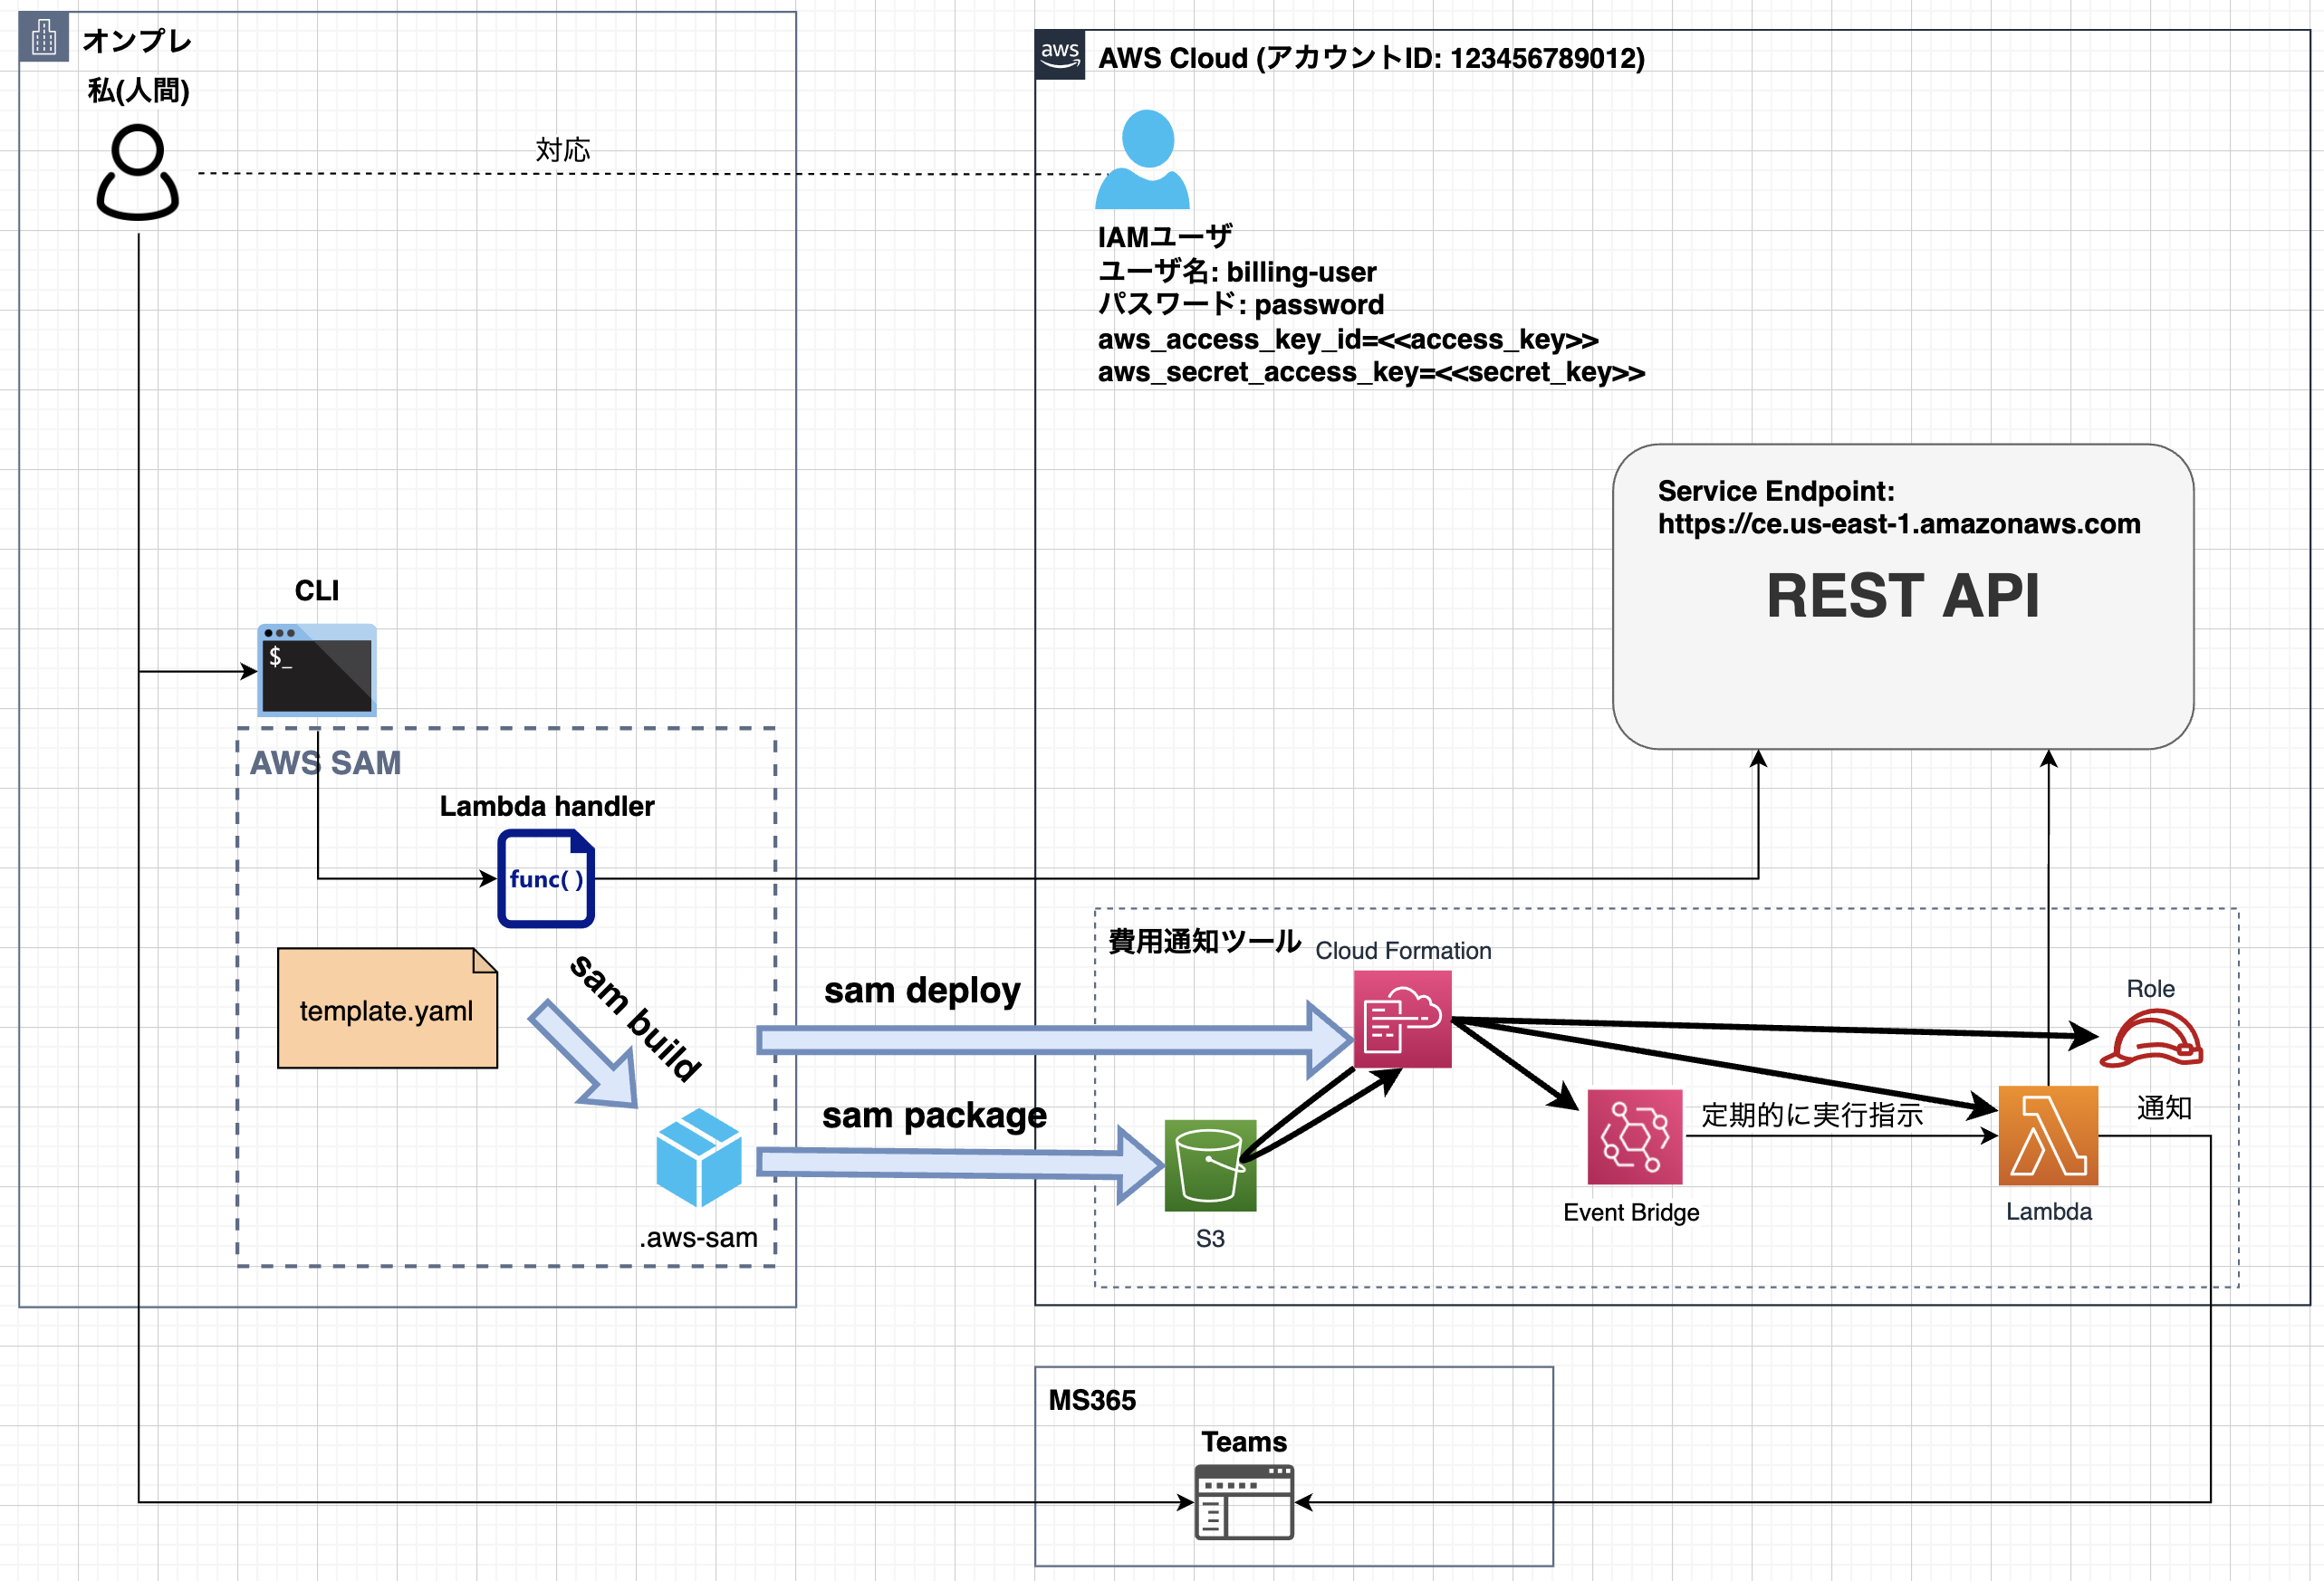 オンプレ
私(人間)
対応
aws
AWS Cloud (アカウントID: 123456789012)
IAMユーザ
ユーザ名: billing-user
パスワード: password
aws_access_key_id=<<access_key>>
aws_secret_access_key=<<secret_key>>
Service Endpoint:
https://ce.us-east-1.amazonaws.com
REST API
CLI
$_
AWS SAM
Lambda handler
func()
template.yaml
sam build
.aws-sam
sam deploy
sam package
費用通知ツール
Cloud Formation
S3
Event Bridge
定期的に実行指示
Lambda
Role
通知
MS365
Teams